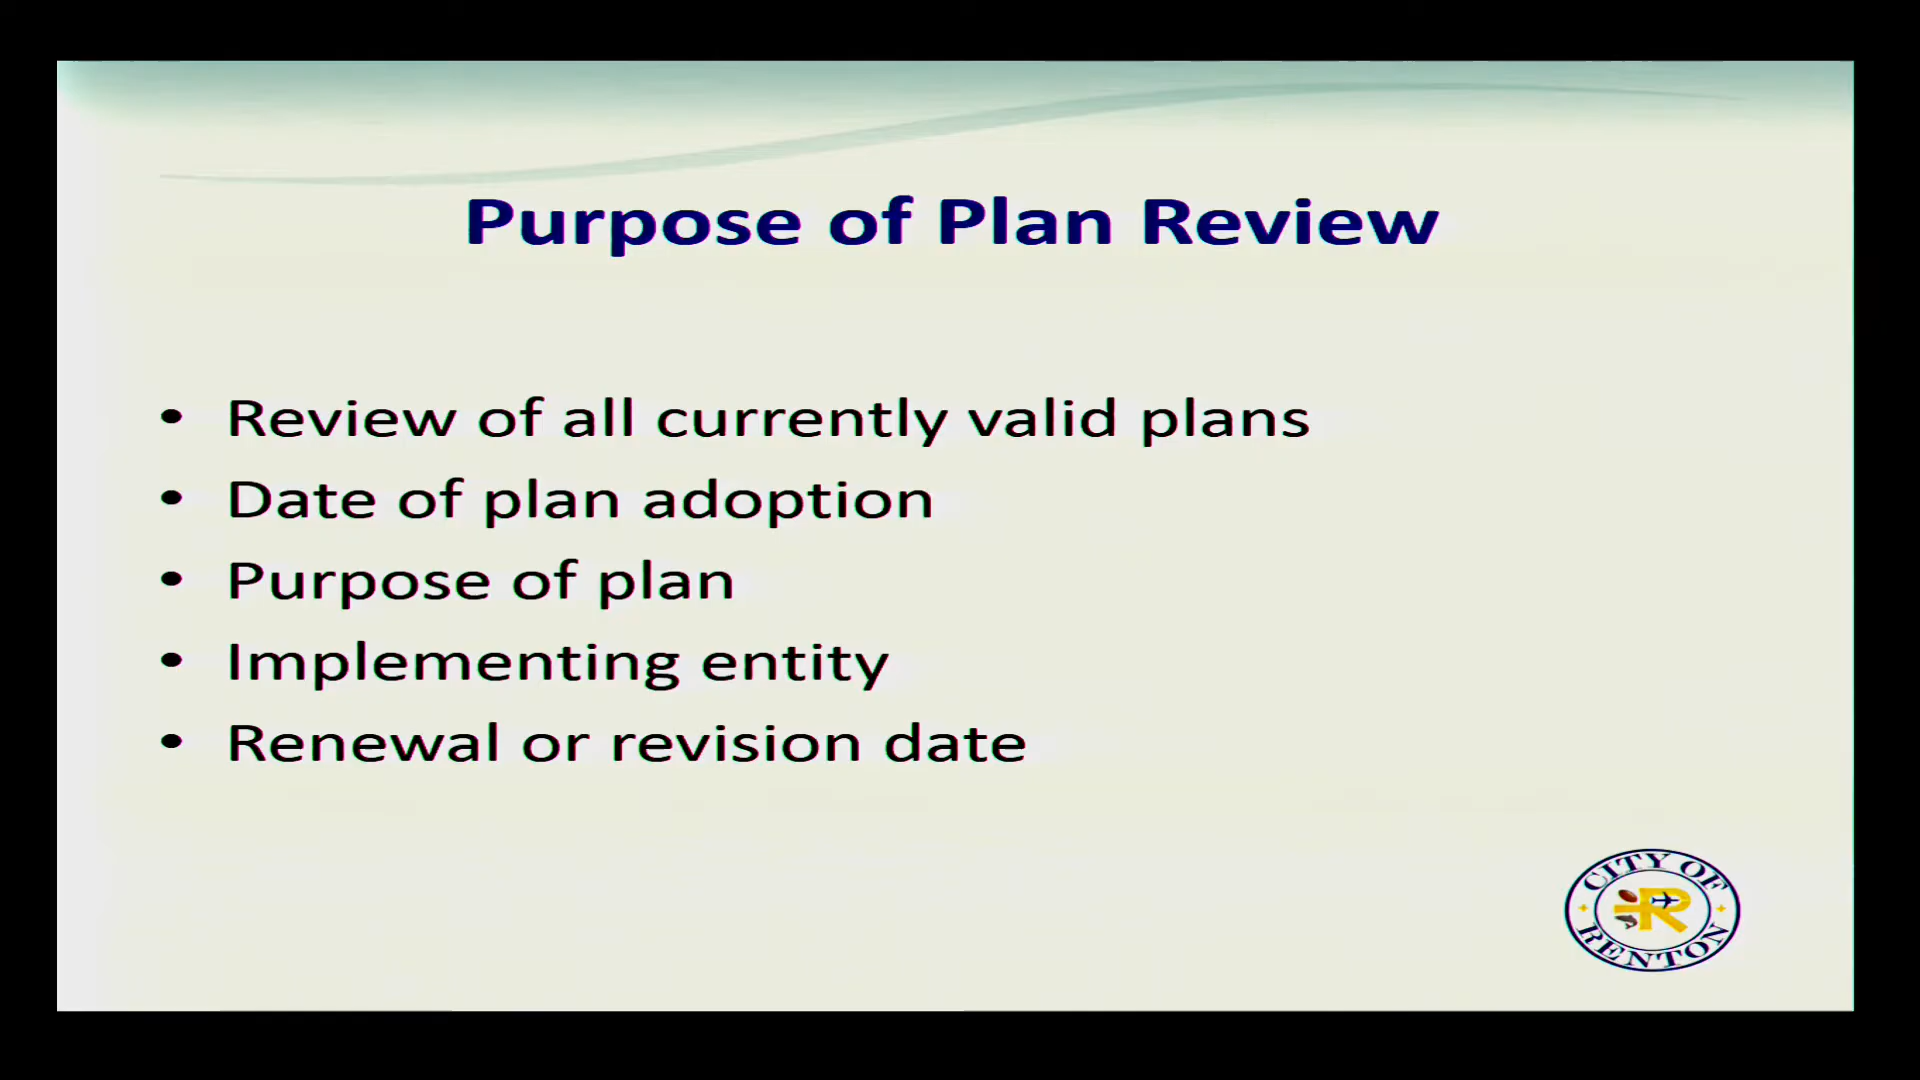 Purpose of Plan Review
• Review of all currently valid plans
• Date of plan adoption
• Purpose of plan
• Implementing entity
• Renewal or revision date
CITY OF
R
RENTON